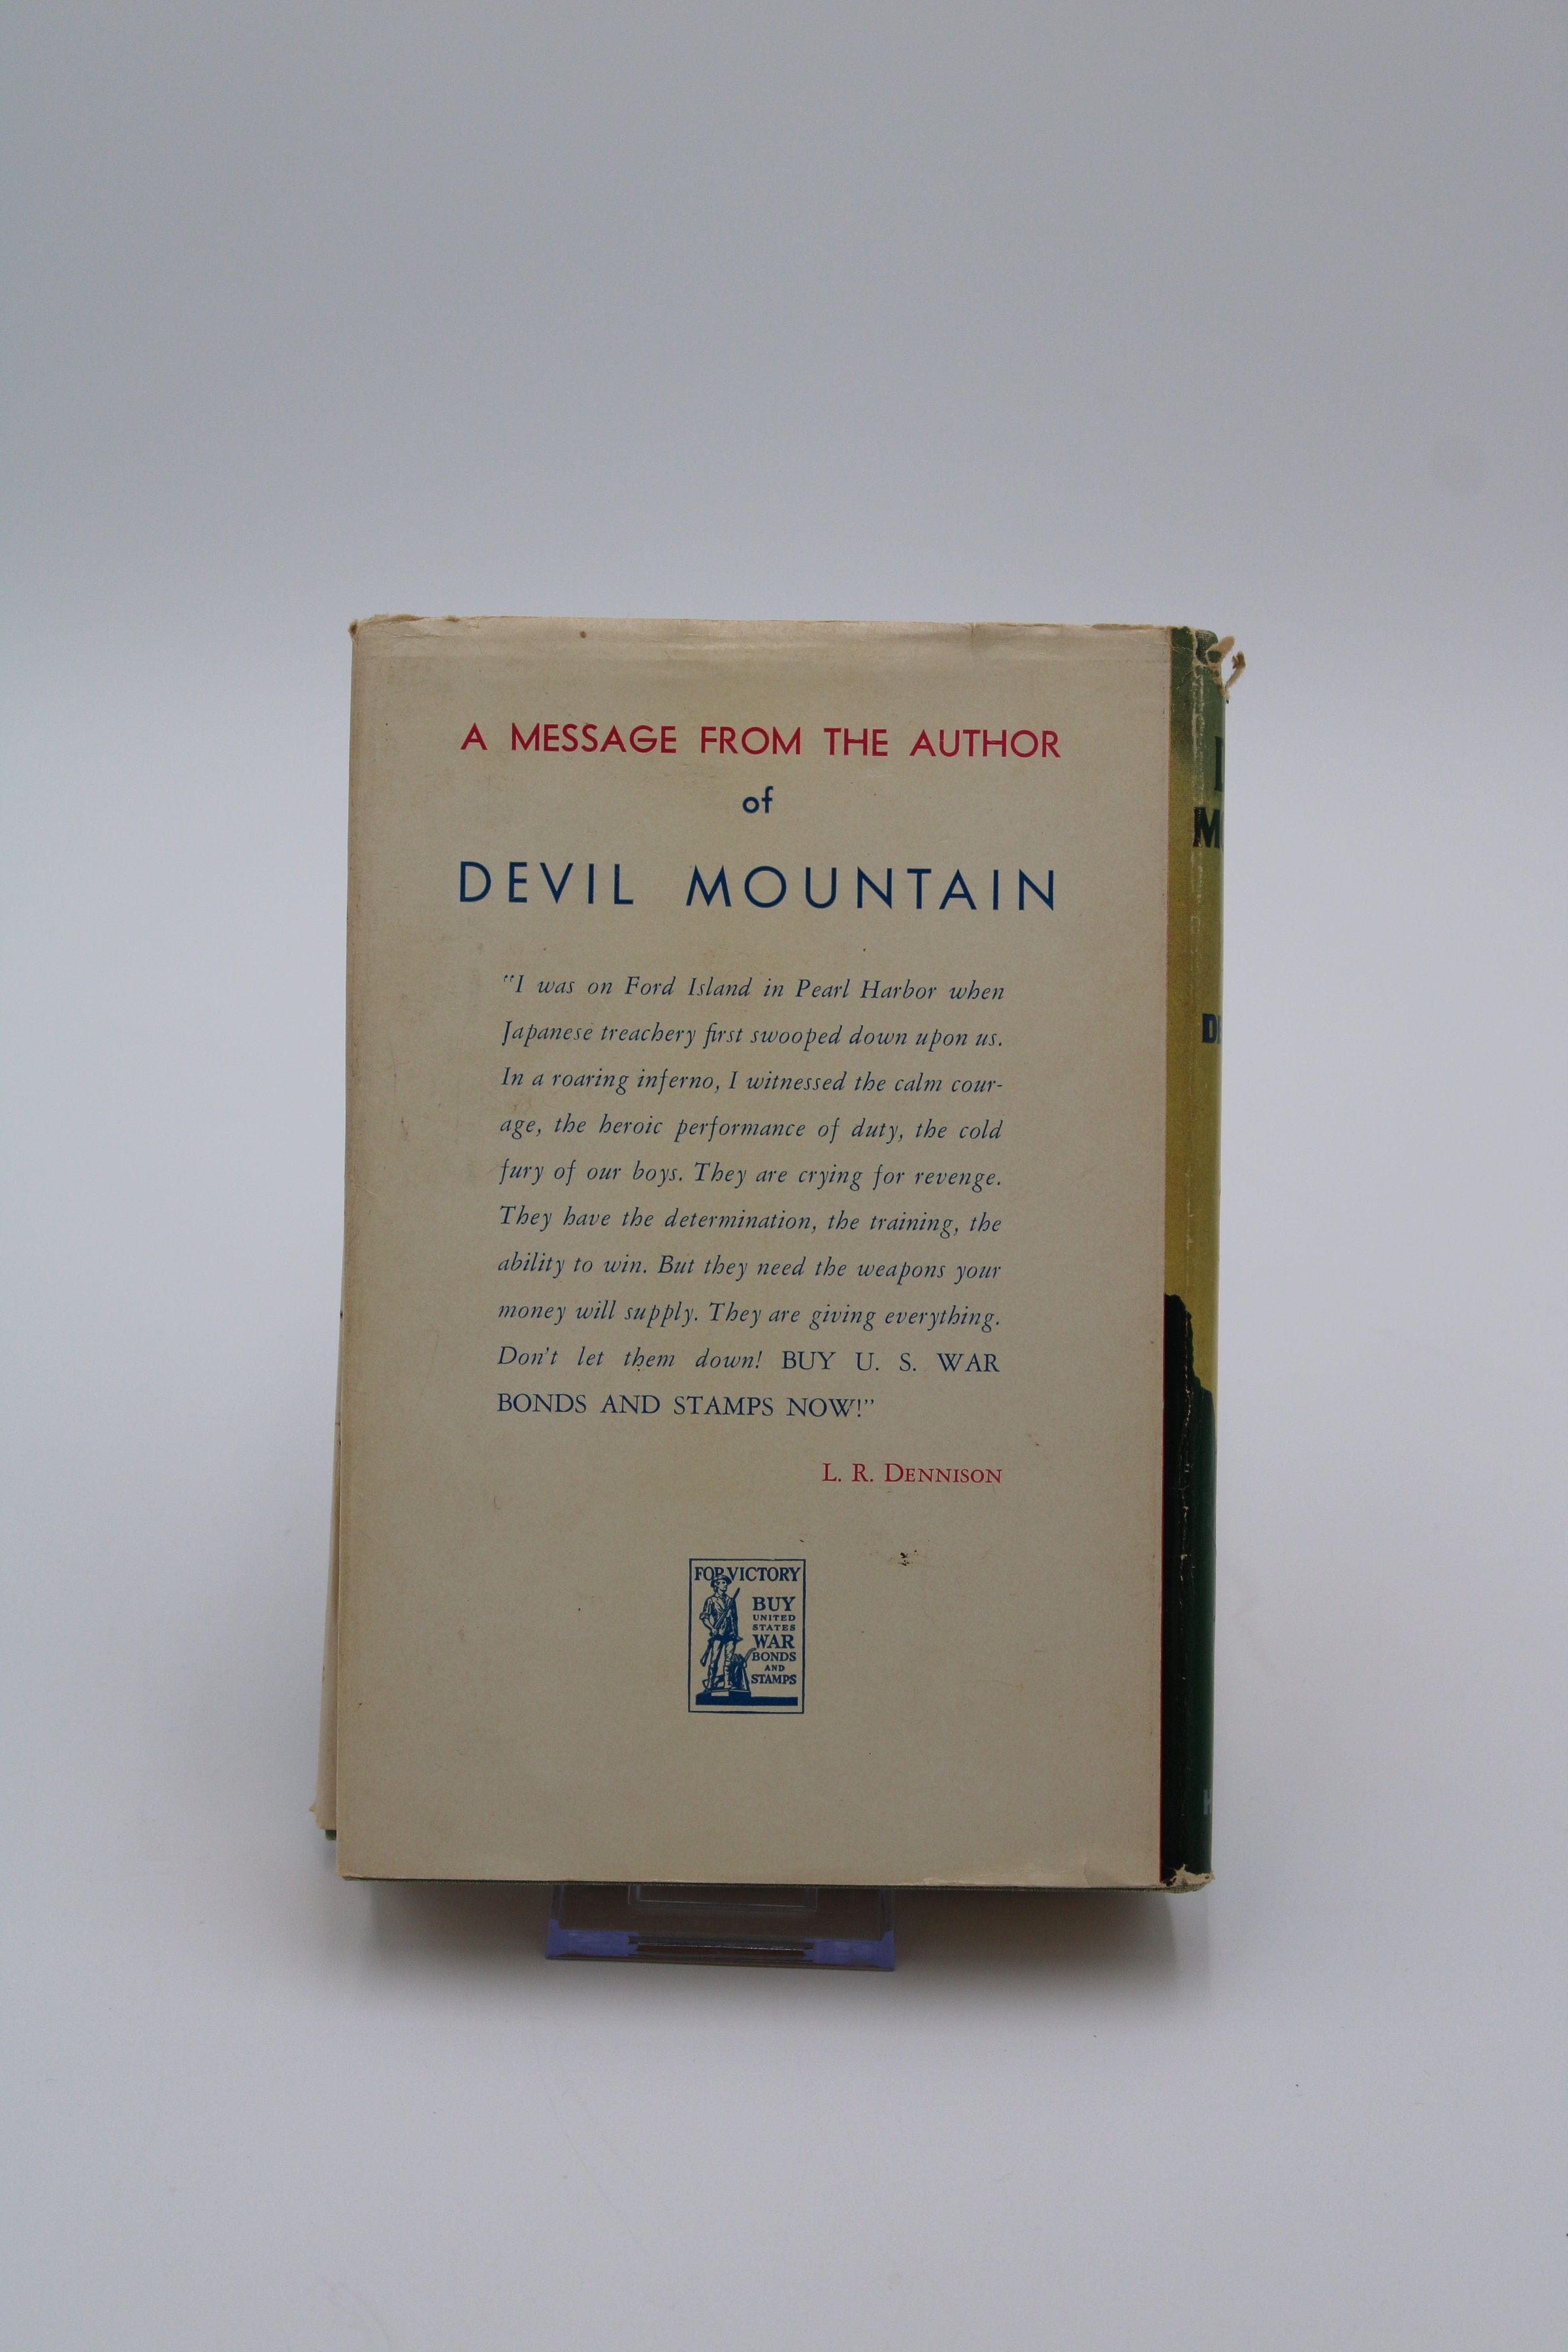 A MESSAGE FROM THE AUTHOR
of
DEVIL MOUNTAIN
"I was on Ford Island in Pearl Harbor when
Japanese treachery first swooped down upon us.
In a roaring inferno, I witnessed the calm cour-
age, the heroic performance of duty, the cold
fury of our boys. They are crying for revenge.
They have the determination, the training, the
ability to win. But they need the weapons your
money will supply. They are giving everything.
Don't let them down! BUY U. S. WAR
BONDS AND STAMPS NOW!"
L. R. DENNISON
FOR VICTORY
BUY
UNITED
STATES
WAR
BONDS
AND
STAMPS